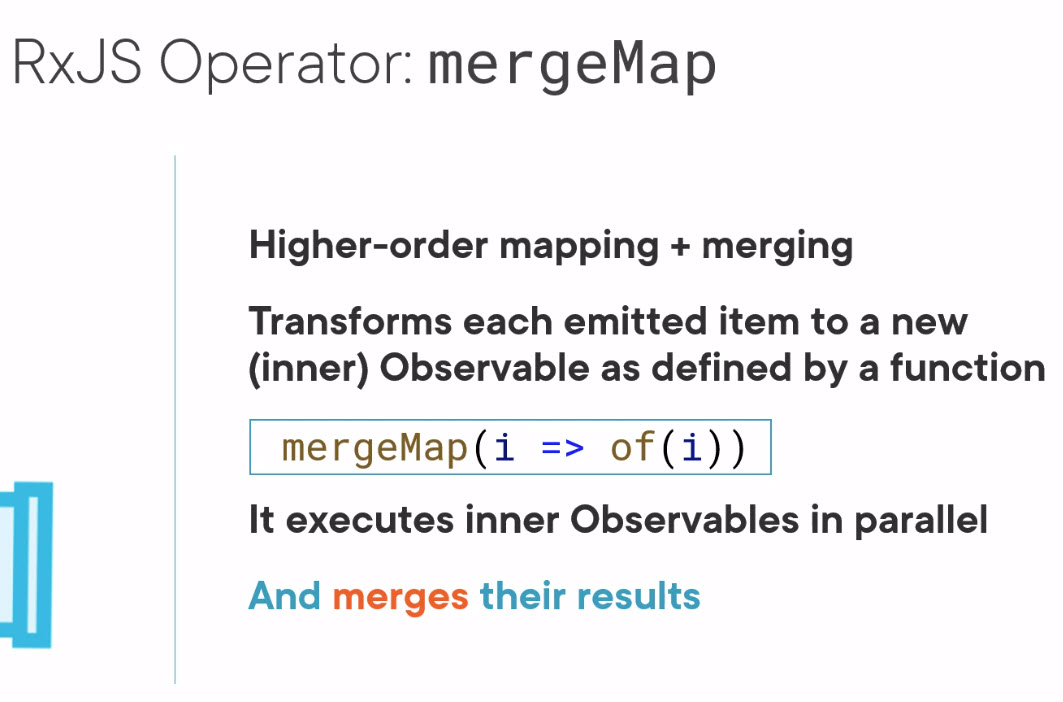 RxJS Operator: mergeMap
Higher-order mapping + merging
Transforms each emitted item to a new
(inner) Observable as defined by a function
mergeMap(i => of(i))
It executes inner Observables in parallel
And merges their results